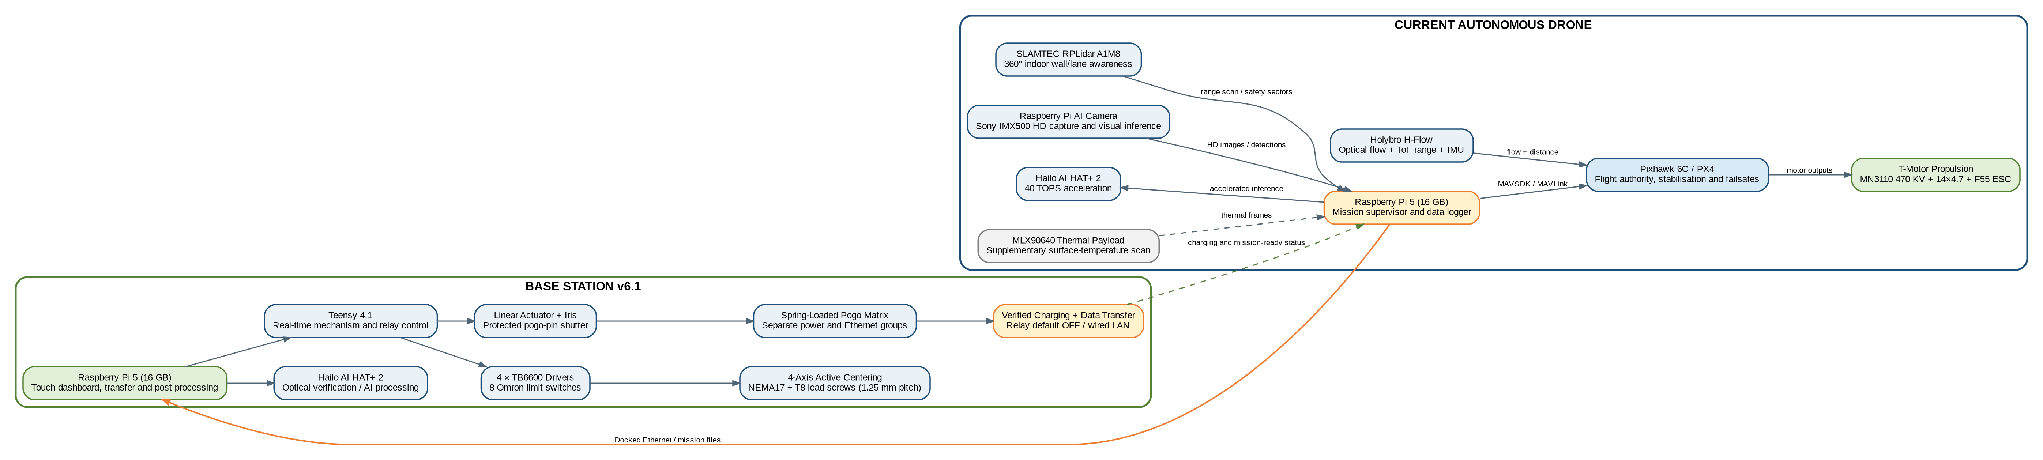 CURRENT AUTONOMOUS DRONE
SLAMTEC RPLidar A1M8
360° indoor wall/lane awareness
range scan / safety sectors
Raspberry Pi AI Camera
Sony IMX500 HD capture and visual inference
HD images / detections
Holybro H-Flow
Optical flow + ToF range + IMU
flow + distance
Pixhawk 6C / PX4
Flight authority, stabilisation and failsafes
motor outputs
T-Motor Propulsion
MN3110 470 KV + 14×4.7 + F55 ESC
Hailo AI HAT+ 2
40 TOPS acceleration
accelerated inference
MAVSDK / MAVLink
Raspberry Pi 5 (16 GB)
Mission supervisor and data logger
thermal frames
MLX90640 Thermal Payload
Supplementary surface-temperature scan
charging and mission-ready status
BASE STATION v6.1
Teensy 4.1
Real-time mechanism and relay control
Linear Actuator + Iris
Protected pogo-pin shutter
Spring-Loaded Pogo Matrix
Separate power and Ethernet groups
Verified Charging + Data Transfer
Relay default OFF / wired LAN
Raspberry Pi 5 (16 GB)
Touch dashboard, transfer and post processing
Hailo AI HAT+ 2
Optical verification / AI processing
4 × TB6600 Drivers
8 Omron limit switches
4-Axis Active Centering
NEMA17 + T8 lead screws (1.25 mm pitch)
Docked Ethernet / mission files